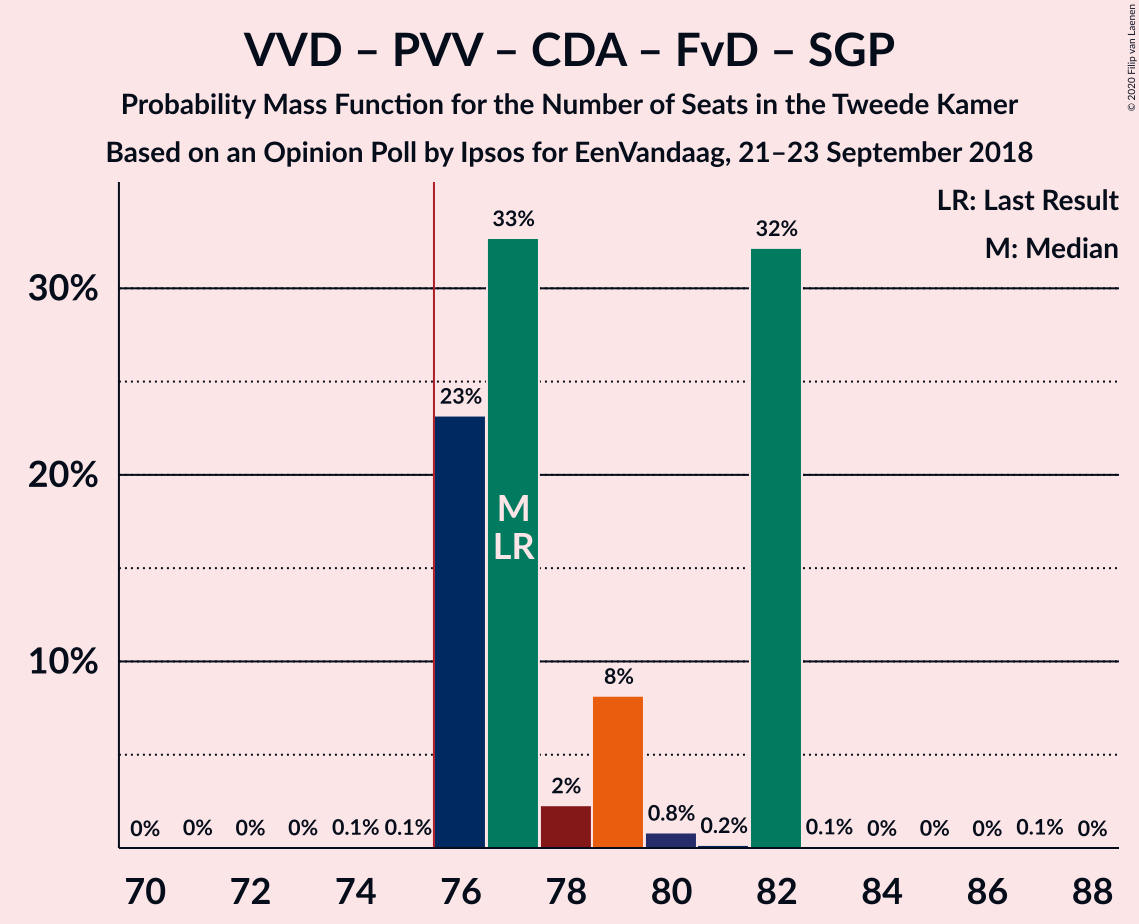 VVD – PVV – CDA – FvD – SGP
Probability Mass Function for the Number of Seats in the Tweede Kamer
Based on an Opinion Poll by Ipsos for EenVandaag, 21–23 September 2018
© 2020 Filip van Laenen
LR: Last Result
M: Median
30%
20%
10%
0%
0%
0%
0%
0.1%
0.1%
23%
33%
2%
8%
0.8%
0.2%
32%
0.1%
0%
0%
0%
0.1%
0%
M
LR
70 72 74 76 78 80 82 84 86 88